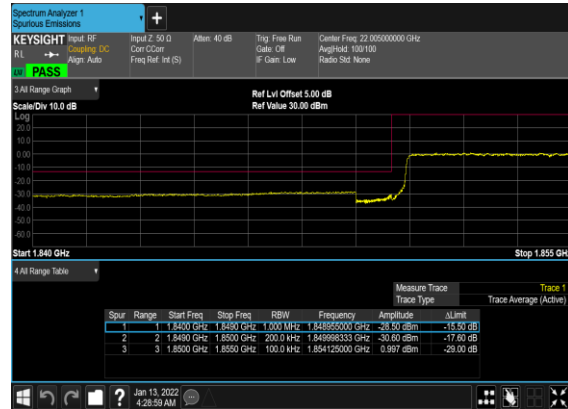 Spectrum Analyzer 1
Spurious Emissions
+
KEYSIGHT Input: RF Input Z: 50 Ω Atten: 40 dB Trig: Free Run Center Freq: 22.005000000 GHz
RL Coupling: DC Corr CCorr Gate: Off Avg|Hold: 100/100
Align: Auto Freq Ref: Int (S) IF Gain: Low Radio Std: None
LW PASS
3 All Range Graph
Ref Lvl Offset 5.00 dB
Scale/Div 10.0 dB Ref Value 30.00 dBm
Log
20.0
10.0
0.00
-10.0
-20.0
-30.0
-40.0
-50.0
-60.0
Start 1.840 GHz Stop 1.855 GHz
4 All Range Table
Measure Trace Trace 1
Trace Type Trace Average (Active)
Spur Range Start Freq Stop Freq RBW Frequency Amplitude ΔLimit
1 1 1.8400 GHz 1.8490 GHz 1.000 MHz 1.848955000 GHz -28.50 dBm -15.50 dB
2 2 1.8490 GHz 1.8500 GHz 200.0 kHz 1.849998333 GHz -30.60 dBm -17.60 dB
3 3 1.8500 GHz 1.8550 GHz 100.0 kHz 1.854125000 GHz 0.997 dBm -29.00 dB
? Jan 13, 2022
4:28:59 AM